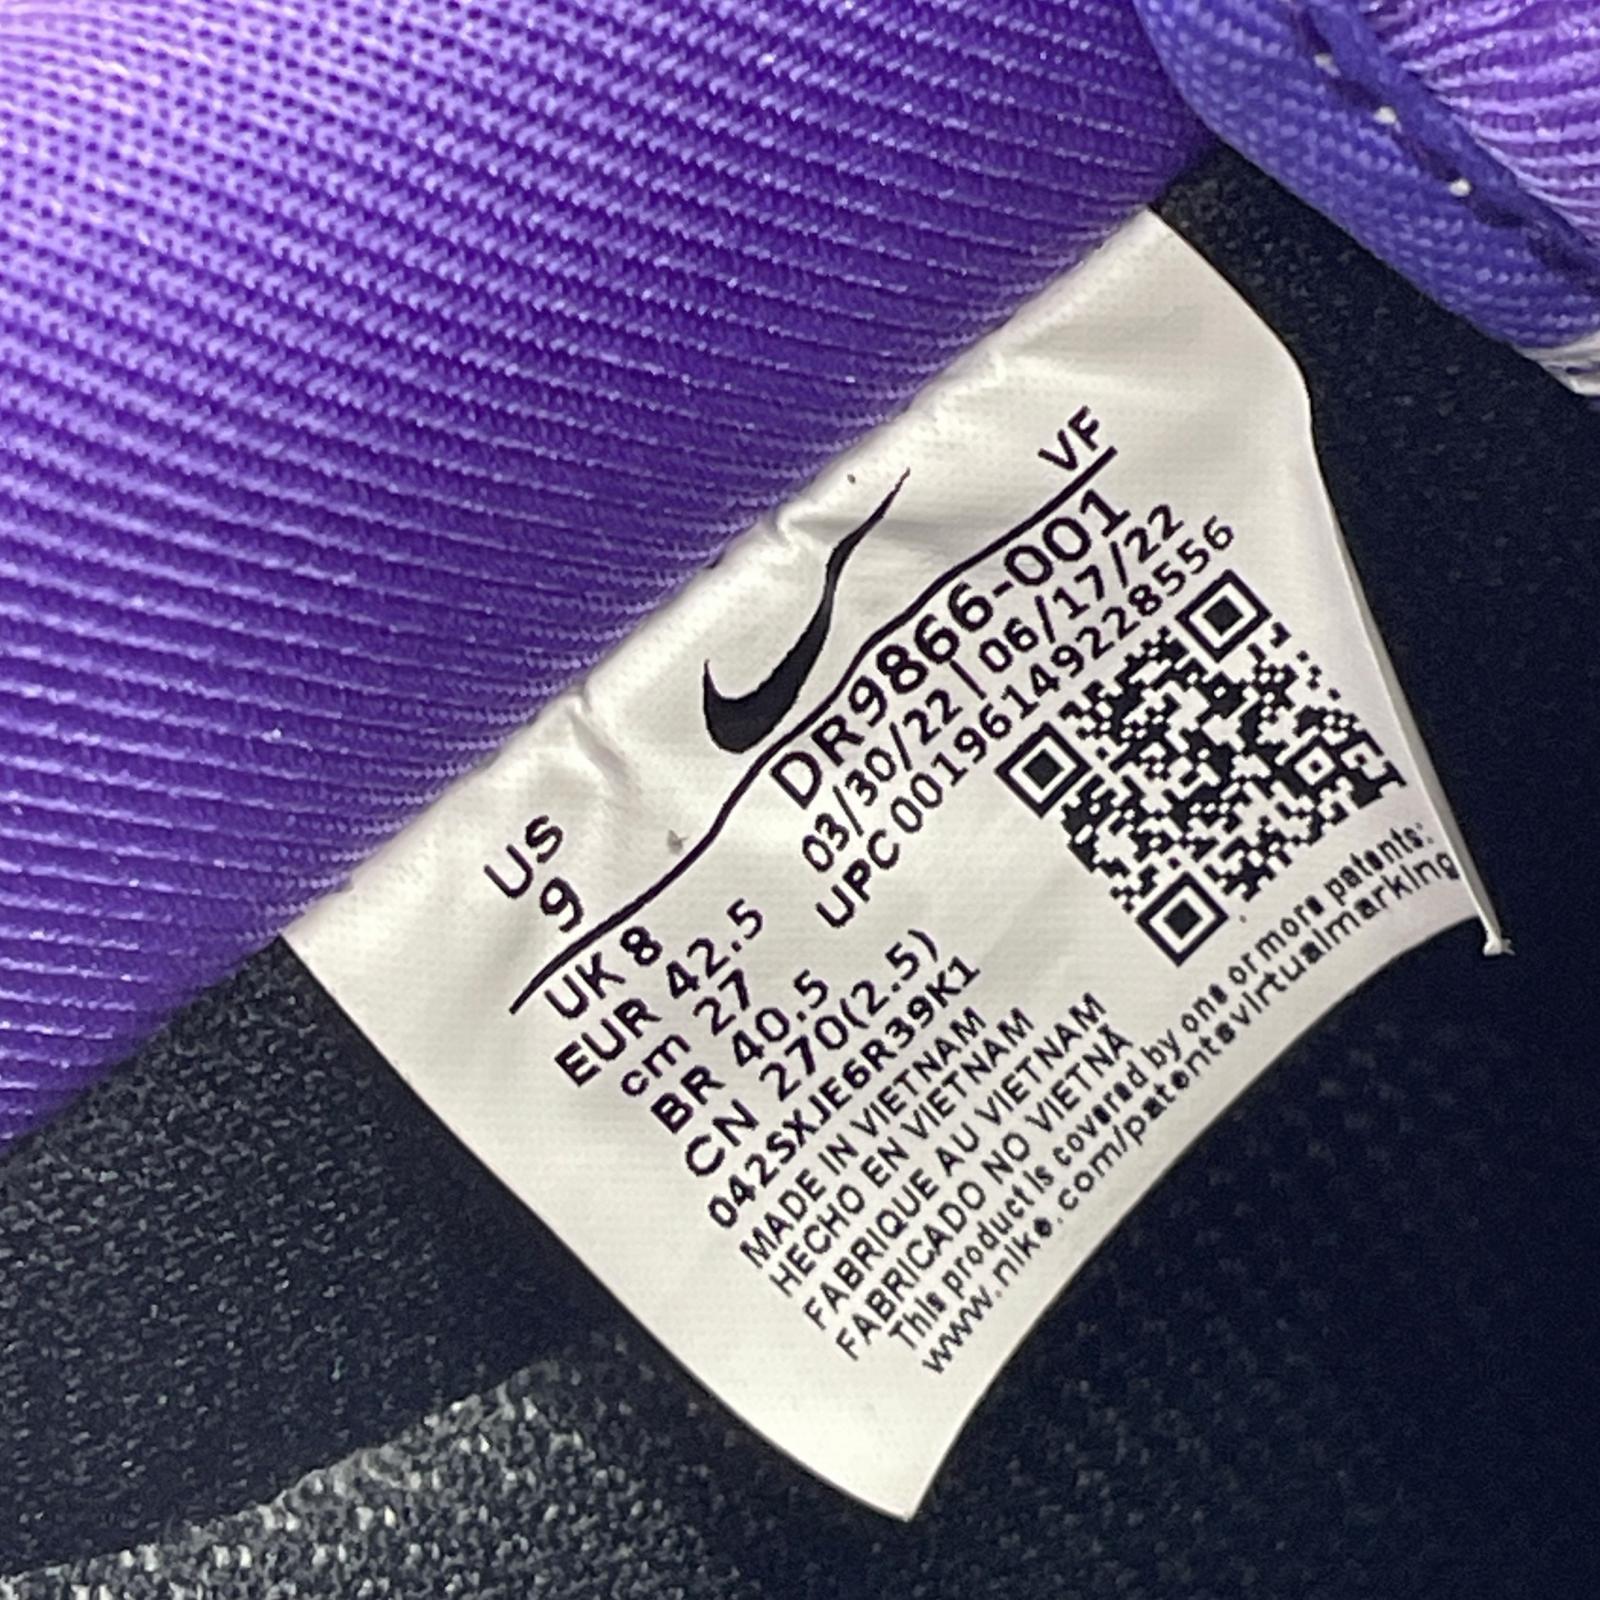 US
9
VF
UK 8
EUR 42.5
cm 27
BR 40.5
CN 270(2.5)
042SXJE6R39K1
MADE IN VIETNAM
HECHO EN VIETNAM
FABRIQUE AU VIETNAM
FABRICADO NO VIETNÃ
This product is covered by one or more patents:
www.nike.com/patentsvirtualmarking
DR9866-001
03/30/22 | 06/17/22
UPC 00196149228556